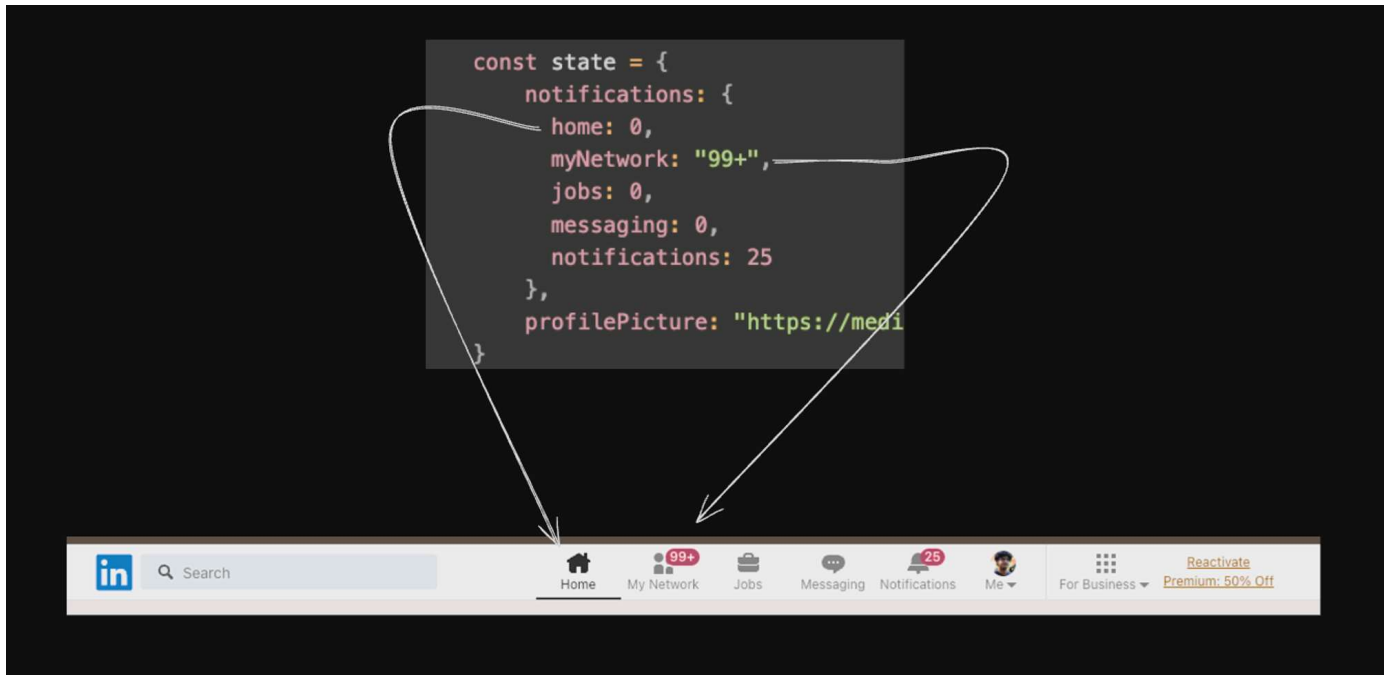 const state = {
notifications: {
home: 0,
myNetwork: "99+",
jobs: 0,
messaging: 0,
notifications: 25
},
profilePicture: "https://medi
}
in
Search
Home
99+
My Network
Jobs
Messaging
25
Notifications
Me
For Business
Reactivate
Premium: 50% Off